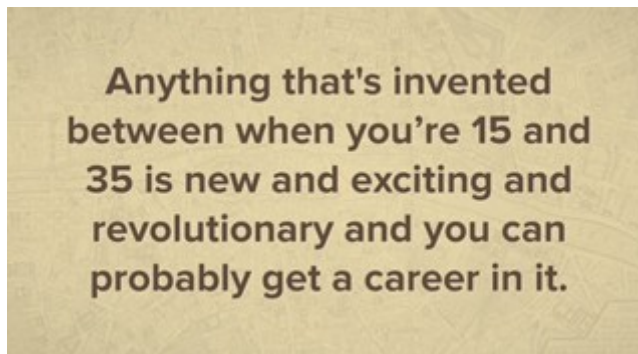 Anything that's invented
between when you’re 15 and
35 is new and exciting and
revolutionary and you can
probably get a career in it.